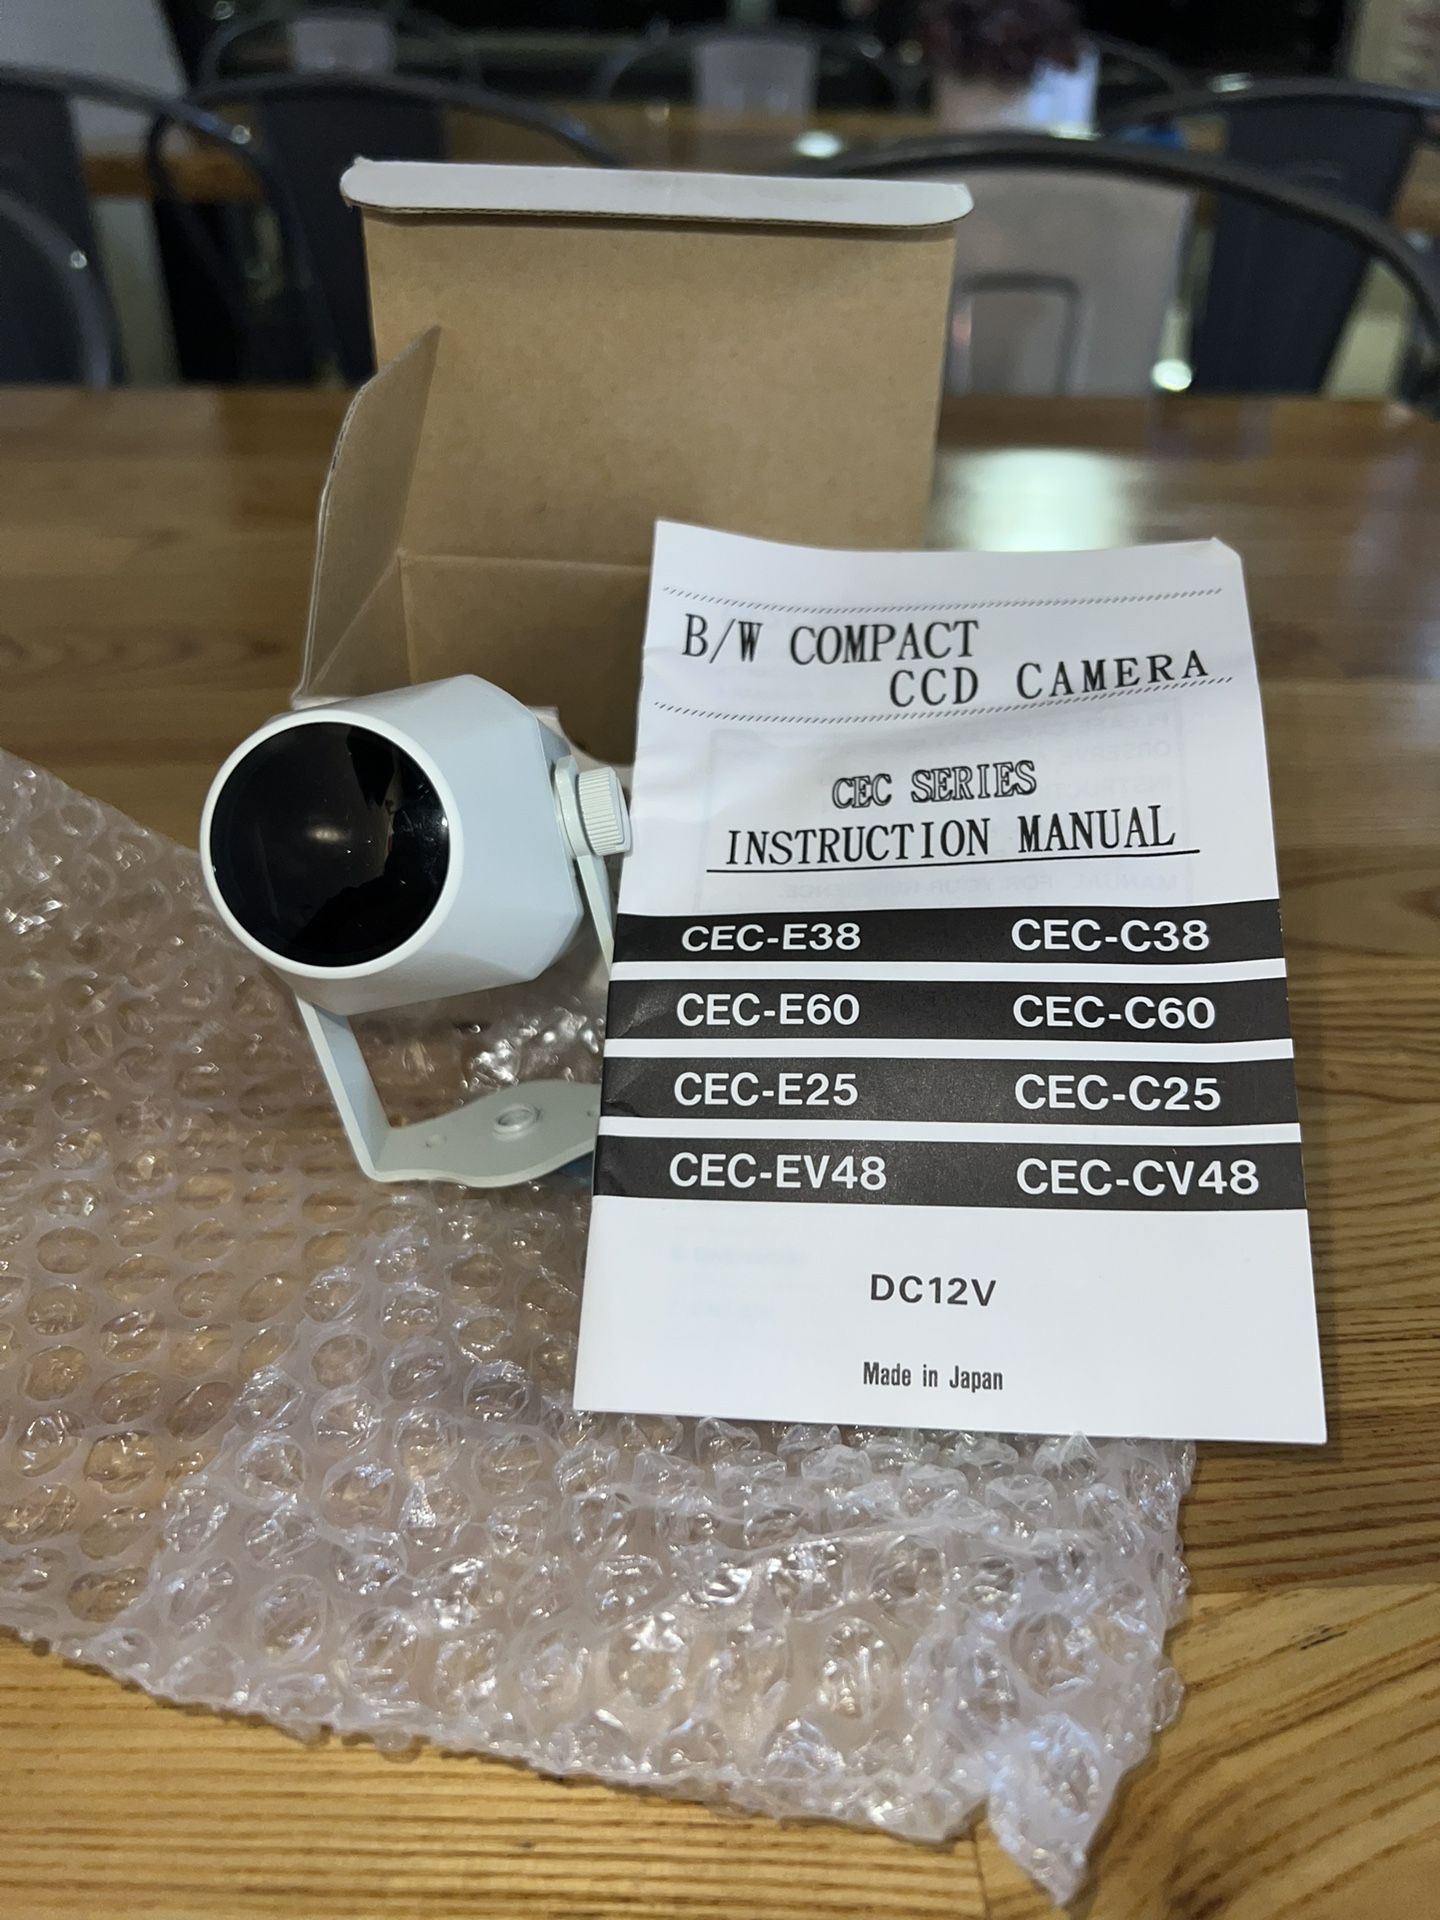 B/W COMPACT
CCD CAMERA
CEC SERIES
INSTRUCTION MANUAL
CEC-E38 CEC-C38
CEC-E60 CEC-C60
CEC-E25 CEC-C25
CEC-EV48 CEC-CV48
DC12V
Made in Japan